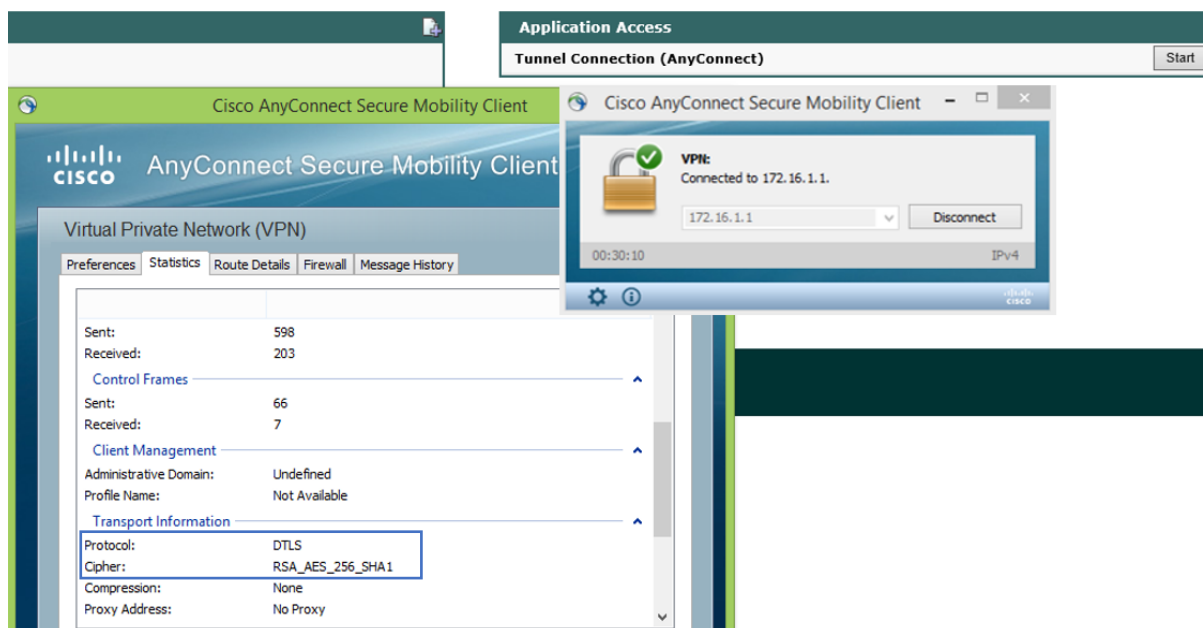 Application Access
Tunnel Connection (AnyConnect)
Start
Cisco AnyConnect Secure Mobility Client
CISCO AnyConnect Secure Mobility Client
Virtual Private Network (VPN)
Preferences Statistics Route Details Firewall Message History
Sent: 598
Received: 203
Control Frames
Sent: 66
Received: 7
Client Management
Administrative Domain: Undefined
Profile Name: Not Available
Transport Information
Protocol: DTLS
Cipher: RSA_AES_256_SHA1
Compression: None
Proxy Address: No Proxy
Cisco AnyConnect Secure Mobility Client
VPN:
Connected to 172.16.1.1.
172.16.1.1 Disconnect
00:30:10 IPv4
CISCO